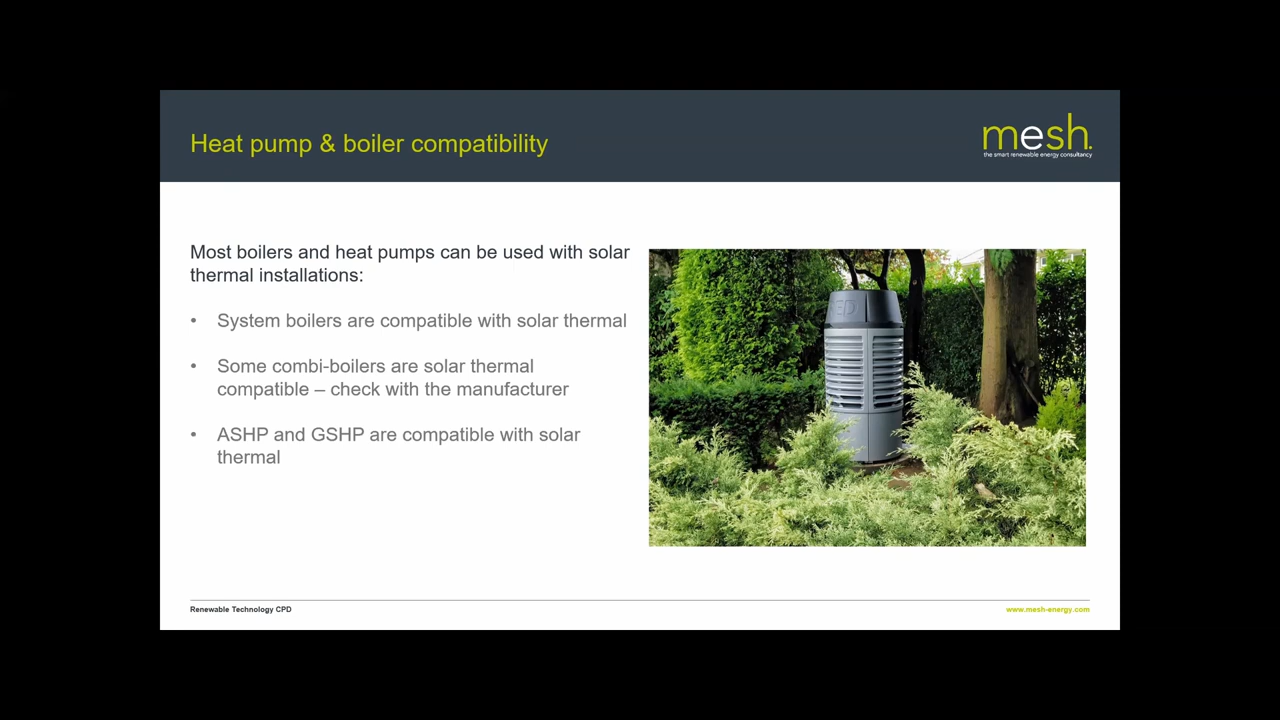 Heat pump & boiler compatibility
mesh.
the smart renewable energy consultancy
Most boilers and heat pumps can be used with solar
thermal installations:
• System boilers are compatible with solar thermal
• Some combi-boilers are solar thermal
compatible – check with the manufacturer
• ASHP and GSHP are compatible with solar
thermal
Renewable Technology CPD
www.mesh-energy.com